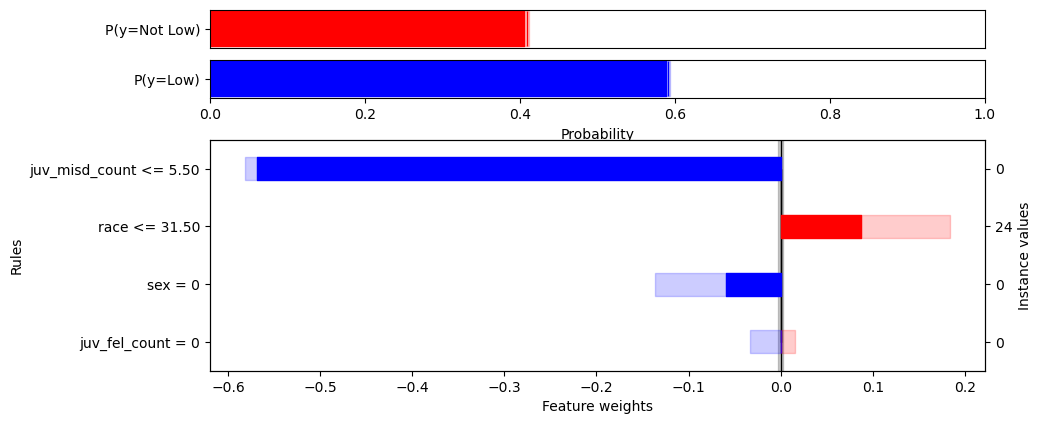 P(y=Not Low)
P(y=Low)
0.0 0.2 0.4 0.6 0.8 1.0
Probability
juv_misd_count <= 5.50 0
race <= 31.50 24
sex = 0 0
juv_fel_count = 0 0
Rules
Instance values
−0.6 −0.5 −0.4 −0.3 −0.2 −0.1 0.0 0.1 0.2
Feature weights